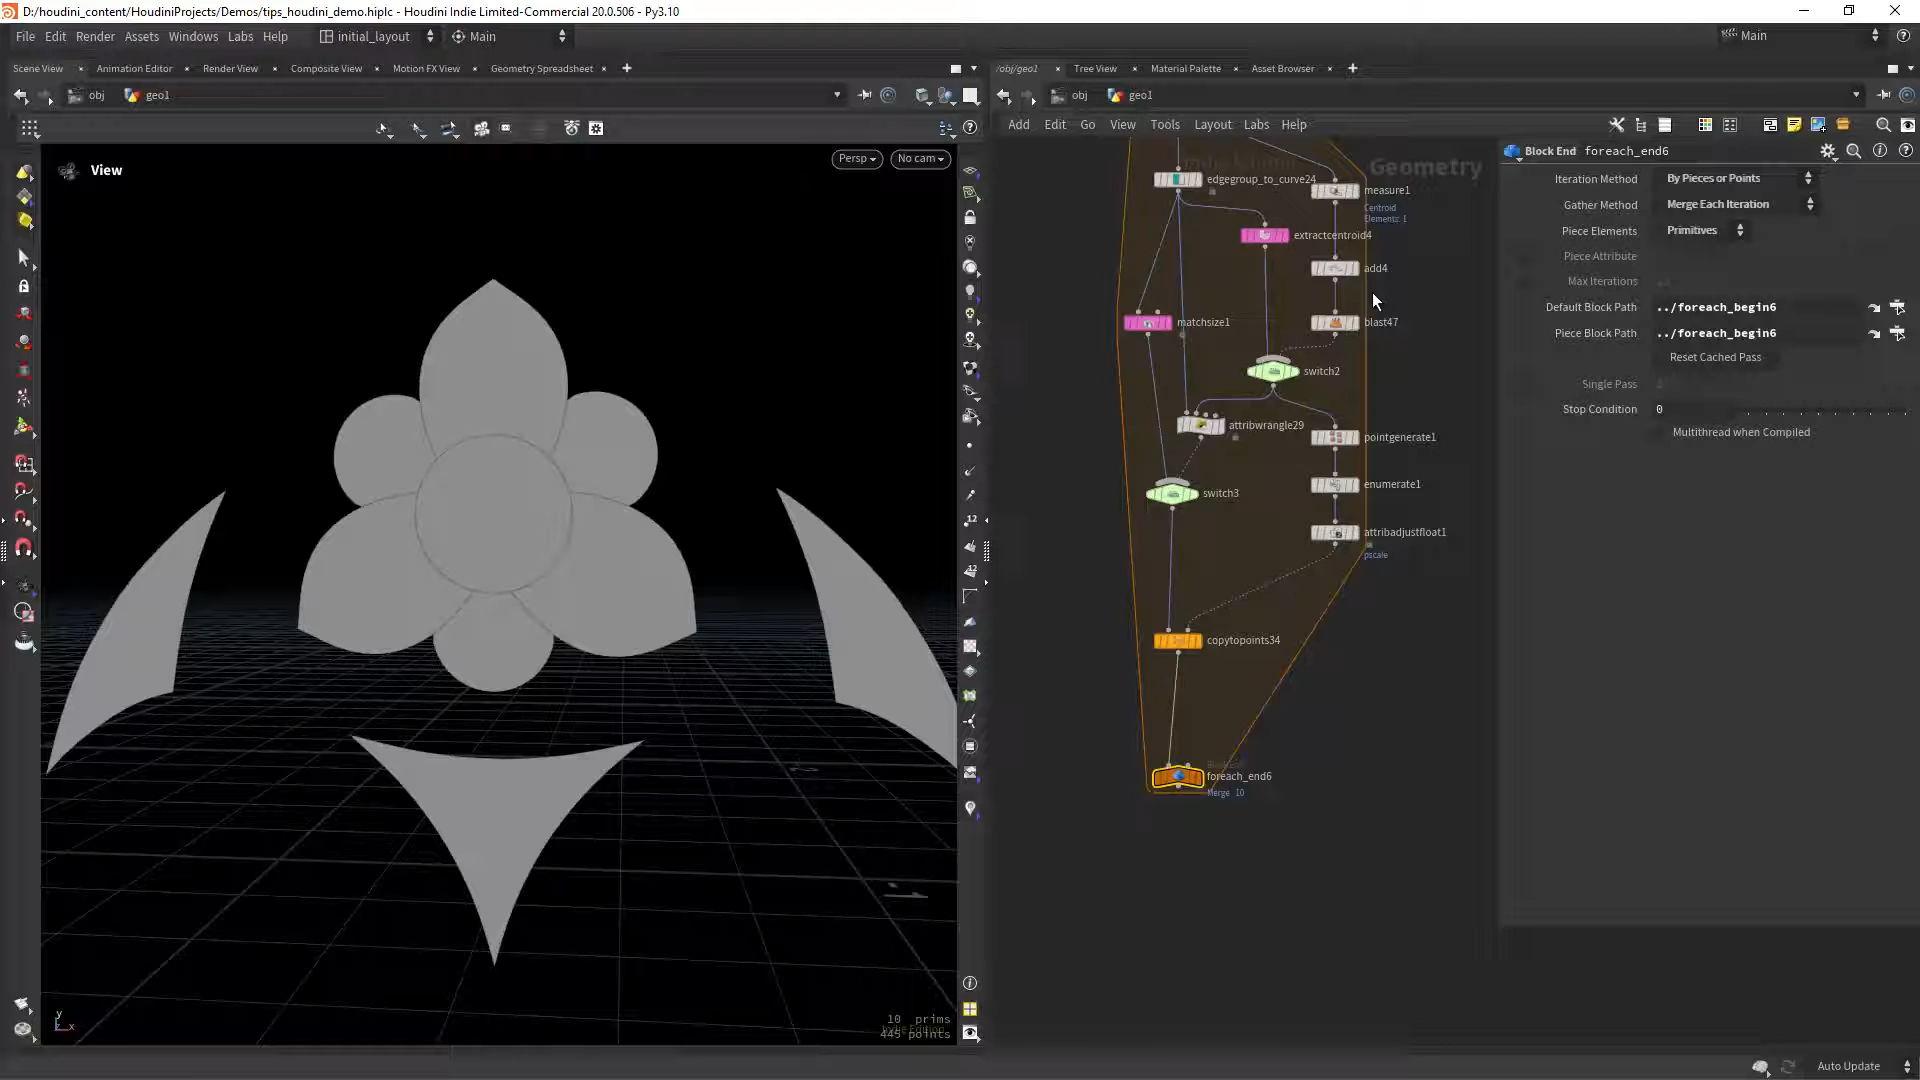 D:/houdini_content/HoudiniProjects/Demos/tips_houdini_demo.hiplc - Houdini Indie Limited-Commercial 20.0.506 - Py3.10
File Edit Render Assets Windows Labs Help initial_layout Main Main
Scene View Animation Editor Render View Composite View Motion FX View Geometry Spreadsheet
/obj/geo1 Tree View Material Palette Asset Browser
obj geo1
obj geo1
Add Edit Go View Tools Layout Labs Help
View
Persp
No cam
Geometry
edgegroup_to_curve24
measure1
Centroid
Elements: 1
extractcentroid4
add4
matchsize1
blast47
switch2
attribwrangle29
pointgenerate1
switch3
enumerate1
attribadjustfloat1
pscale
copytopoints34
foreach_end6
Merge 10
Block End foreach_end6
Iteration Method By Pieces or Points
Gather Method Merge Each Iteration
Piece Elements Primitives
Piece Attribute
Max Iterations
Default Block Path ../foreach_begin6
Piece Block Path ../foreach_begin6
Reset Cached Pass
Single Pass
Stop Condition 0
Multithread when Compiled
12
12
y
z x
10 prims
Indie Edition
445 points
Auto Update